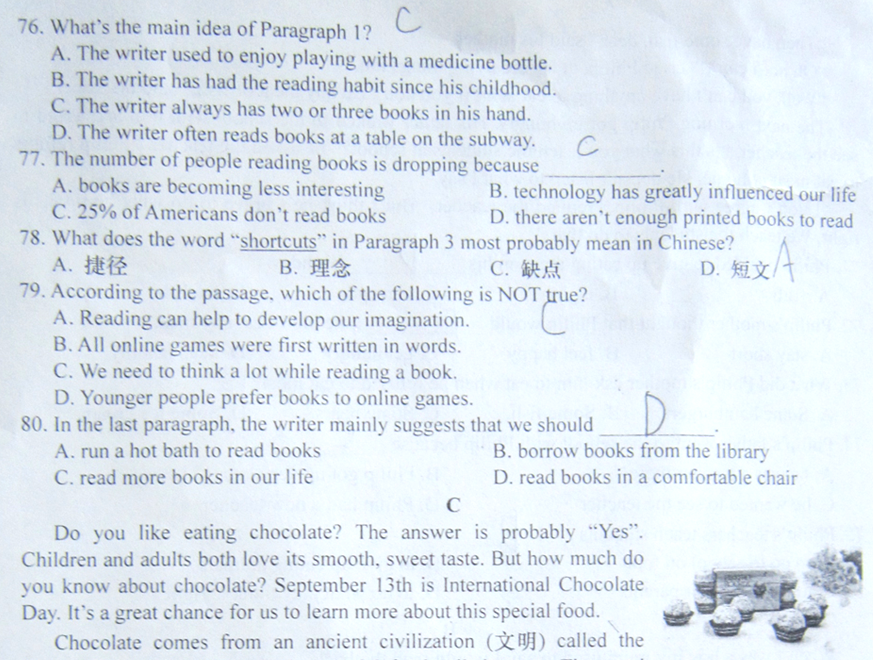 76. What's the main idea of Paragraph 1? C
A. The writer used to enjoy playing with a medicine bottle.
B. The writer has had the reading habit since his childhood.
C. The writer always has two or three books in his hand.
D. The writer often reads books at a table on the subway.
77. The number of people reading books is dropping because ____ C
A. books are becoming less interesting B. technology has greatly influenced our life
C. 25% of Americans don't read books D. there aren't enough printed books to read
78. What does the word “shortcuts” in Paragraph 3 most probably mean in Chinese? A
A. 捷径 B. 理念 C. 缺点 D. 短文
79. According to the passage, which of the following is NOT true? C
A. Reading can help to develop our imagination.
B. All online games were first written in words.
C. We need to think a lot while reading a book.
D. Younger people prefer books to online games.
80. In the last paragraph, the writer mainly suggests that we should ____ D ____.
A. run a hot bath to read books B. borrow books from the library
C. read more books in our life D. read books in a comfortable chair
C
Do you like eating chocolate? The answer is probably “Yes”.
Children and adults both love its smooth, sweet taste. But how much do
you know about chocolate? September 13th is International Chocolate
Day. It's a great chance for us to learn more about this special food.
Chocolate comes from an ancient civilization (文明) called the